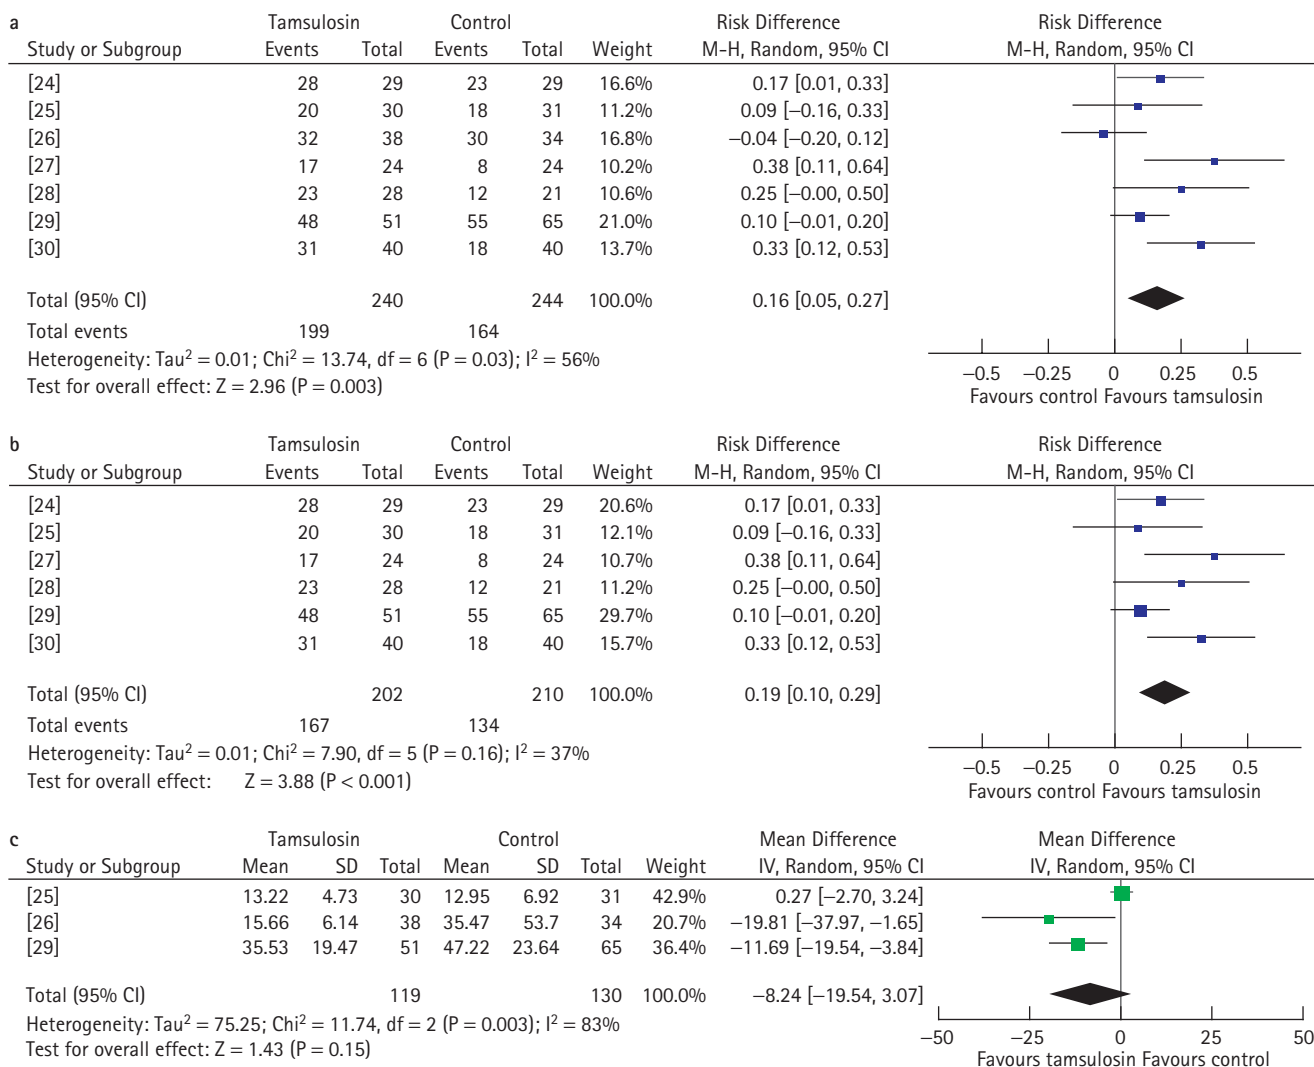 a Tamsulosin Control Risk Difference Risk Difference
Study or Subgroup Events Total Events Total Weight M-H, Random, 95% CI M-H, Random, 95% CI
[24] 28 29 23 29 16.6% 0.17 [0.01, 0.33]
[25] 20 30 18 31 11.2% 0.09 [−0.16, 0.33]
[26] 32 38 30 34 16.8% −0.04 [−0.20, 0.12]
[27] 17 24 8 24 10.2% 0.38 [0.11, 0.64]
[28] 23 28 12 21 10.6% 0.25 [−0.00, 0.50]
[29] 48 51 55 65 21.0% 0.10 [−0.01, 0.20]
[30] 31 40 18 40 13.7% 0.33 [0.12, 0.53]
Total (95% CI) 240 244 100.0% 0.16 [0.05, 0.27]
Total events 199 164
Heterogeneity: Tau² = 0.01; Chi² = 13.74, df = 6 (P = 0.03); I² = 56%
Test for overall effect: Z = 2.96 (P = 0.003)
−0.5 −0.25 0 0.25 0.5
Favours control Favours tamsulosin
b Tamsulosin Control Risk Difference Risk Difference
Study or Subgroup Events Total Events Total Weight M-H, Random, 95% CI M-H, Random, 95% CI
[24] 28 29 23 29 20.6% 0.17 [0.01, 0.33]
[25] 20 30 18 31 12.1% 0.09 [−0.16, 0.33]
[27] 17 24 8 24 10.7% 0.38 [0.11, 0.64]
[28] 23 28 12 21 11.2% 0.25 [−0.00, 0.50]
[29] 48 51 55 65 29.7% 0.10 [−0.01, 0.20]
[30] 31 40 18 40 15.7% 0.33 [0.12, 0.53]
Total (95% CI) 202 210 100.0% 0.19 [0.10, 0.29]
Total events 167 134
Heterogeneity: Tau² = 0.01; Chi² = 7.90, df = 5 (P = 0.16); I² = 37%
Test for overall effect: Z = 3.88 (P < 0.001)
−0.5 −0.25 0 0.25 0.5
Favours control Favours tamsulosin
c Tamsulosin Control Mean Difference Mean Difference
Study or Subgroup Mean SD Total Mean SD Total Weight IV, Random, 95% CI IV, Random, 95% CI
[25] 13.22 4.73 30 12.95 6.92 31 42.9% 0.27 [−2.70, 3.24]
[26] 15.66 6.14 38 35.47 53.7 34 20.7% −19.81 [−37.97, −1.65]
[29] 35.53 19.47 51 47.22 23.64 65 36.4% −11.69 [−19.54, −3.84]
Total (95% CI) 119 130 100.0% −8.24 [−19.54, 3.07]
Heterogeneity: Tau² = 75.25; Chi² = 11.74, df = 2 (P = 0.003); I² = 83%
Test for overall effect: Z = 1.43 (P = 0.15)
−50 −25 0 25 50
Favours tamsulosin Favours control